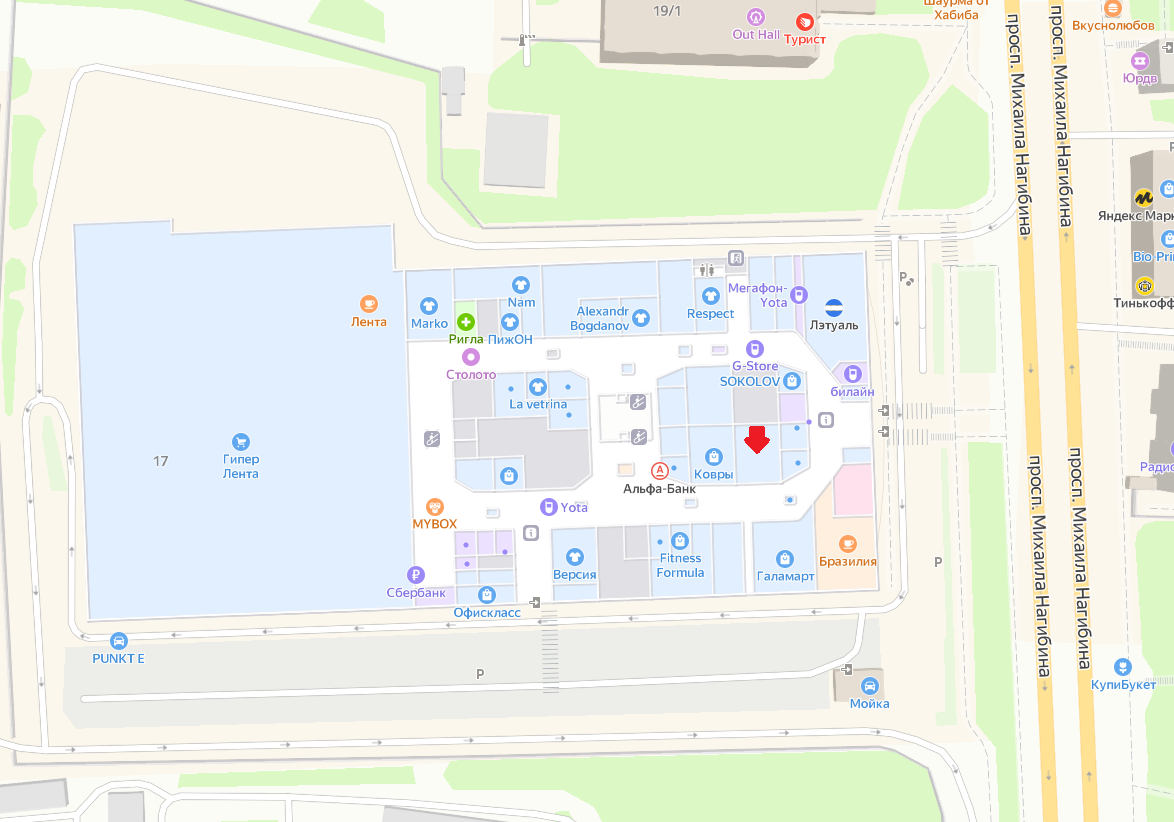 19/1
Out Hall
Турист
Шаурма от
Хабиба
Вкуснолюбов
Юрдв
просп. Михаила Нагибина
просп. Михаила Нагибина
Яндекс Марк
Bio Pri
Тинькофф
P
Лента
Marko
Nam
Ригла
ПижОН
Столото
Alexandr
Bogdanov
Respect
Мегафон-
Yota
Лэтуаль
G-Store
SOKOLOV
билайн
La vetrina
17
Гипер
Лента
Ковры
Альфа-Банк
Yota
MYBOX
Сбербанк
Офискласс
Версия
Fitness
Formula
Галамарт
Бразилия
P
Радио
просп. Михаила Нагибина
просп. Михаила Нагибина
PUNKT E
P
Мойка
КупиБукет